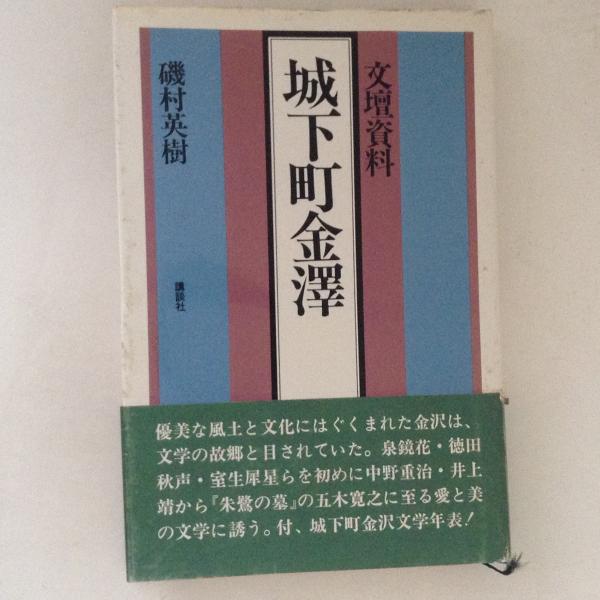 文壇資料
城下町金澤
磯村英樹
講談社
優美な風土と文化にはぐくまれた金沢は、
文学の故郷と目されていた。泉鏡花・徳田
秋声・室生犀星らを初めに中野重治・井上
靖から『朱鷺の墓』の五木寛之に至る愛と美
の文学に誘う。付、城下町金沢文学年表！